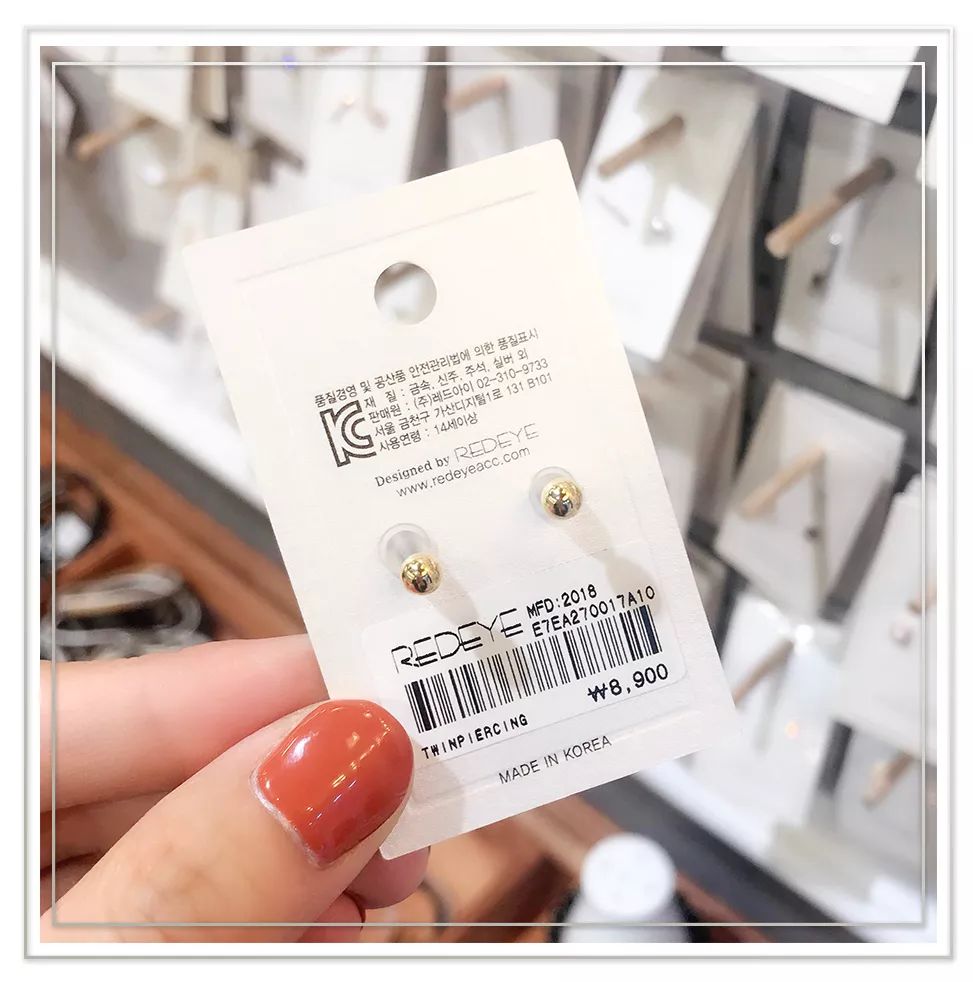 품질경영 및 공산품 안전관리법에 의한 품질표시
재 질 : 금속, 신주, 주석, 실버 외
판매원 : (주)레드아이 02-310-9733
서울 금천구 가산디지털1로 131 B101
사용연령 : 14세이상
Designed by REDEYE
www.redeyeacc.com
REDEYE MFD:2018
E7EA270017A10
₩8,900
TWINPIERCING
MADE IN KOREA